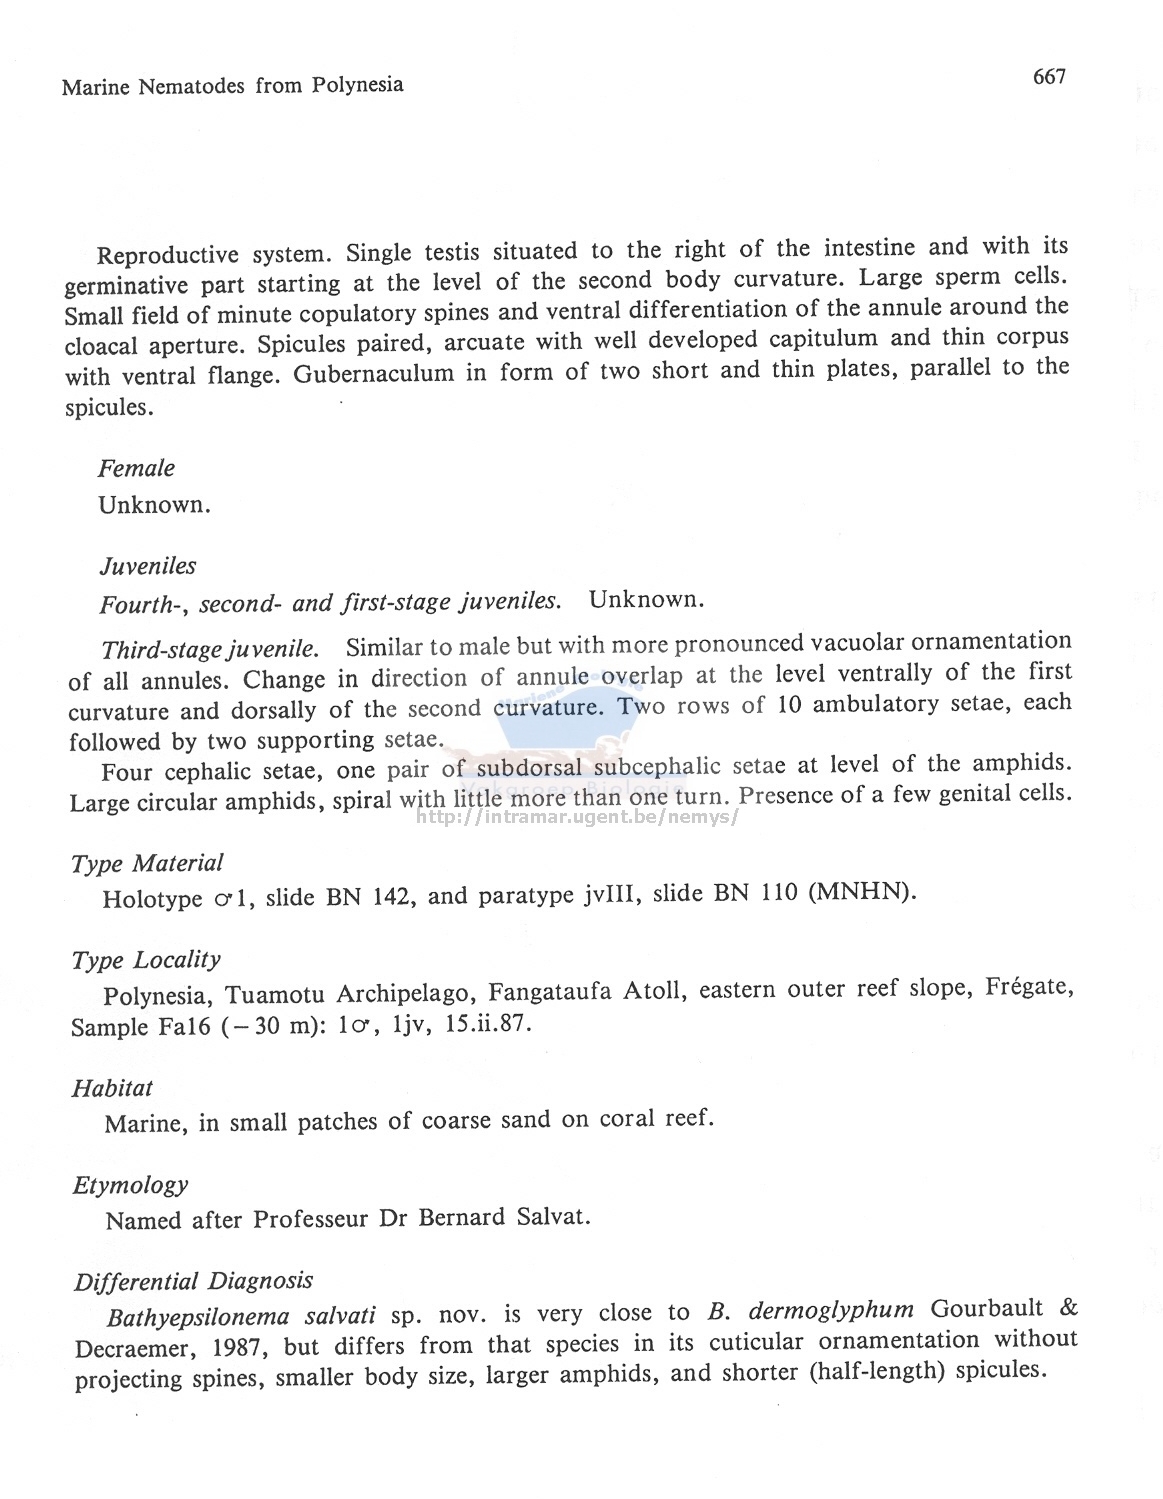 Marine Nematodes from Polynesia 667
Reproductive system. Single testis situated to the right of the intestine and with its
germinative part starting at the level of the second body curvature. Large sperm cells.
Small field of minute copulatory spines and ventral differentiation of the annule around the
cloacal aperture. Spicules paired, arcuate with well developed capitulum and thin corpus
with ventral flange. Gubernaculum in form of two short and thin plates, parallel to the
spicules.
Female
Unknown.
Juveniles
Fourth-, second- and first-stage juveniles. Unknown.
Third-stage juvenile. Similar to male but with more pronounced vacuolar ornamentation
of all annules. Change in direction of annule overlap at the level ventrally of the first
curvature and dorsally of the second curvature. Two rows of 10 ambulatory setae, each
followed by two supporting setae.
Four cephalic setae, one pair of subdorsal subcephalic setae at level of the amphids.
Large circular amphids, spiral with little more than one turn. Presence of a few genital cells.
http://intramar.ugent.be/nemys/
Type Material
Holotype ♂1, slide BN 142, and paratype jvIII, slide BN 110 (MNHN).
Type Locality
Polynesia, Tuamotu Archipelago, Fangataufa Atoll, eastern outer reef slope, Frégate,
Sample Fa16 (– 30 m): 1♂, 1jv, 15.ii.87.
Habitat
Marine, in small patches of coarse sand on coral reef.
Etymology
Named after Professeur Dr Bernard Salvat.
Differential Diagnosis
Bathyepsilonema salvati sp. nov. is very close to B. dermoglyphum Gourbault &
Decraemer, 1987, but differs from that species in its cuticular ornamentation without
projecting spines, smaller body size, larger amphids, and shorter (half-length) spicules.